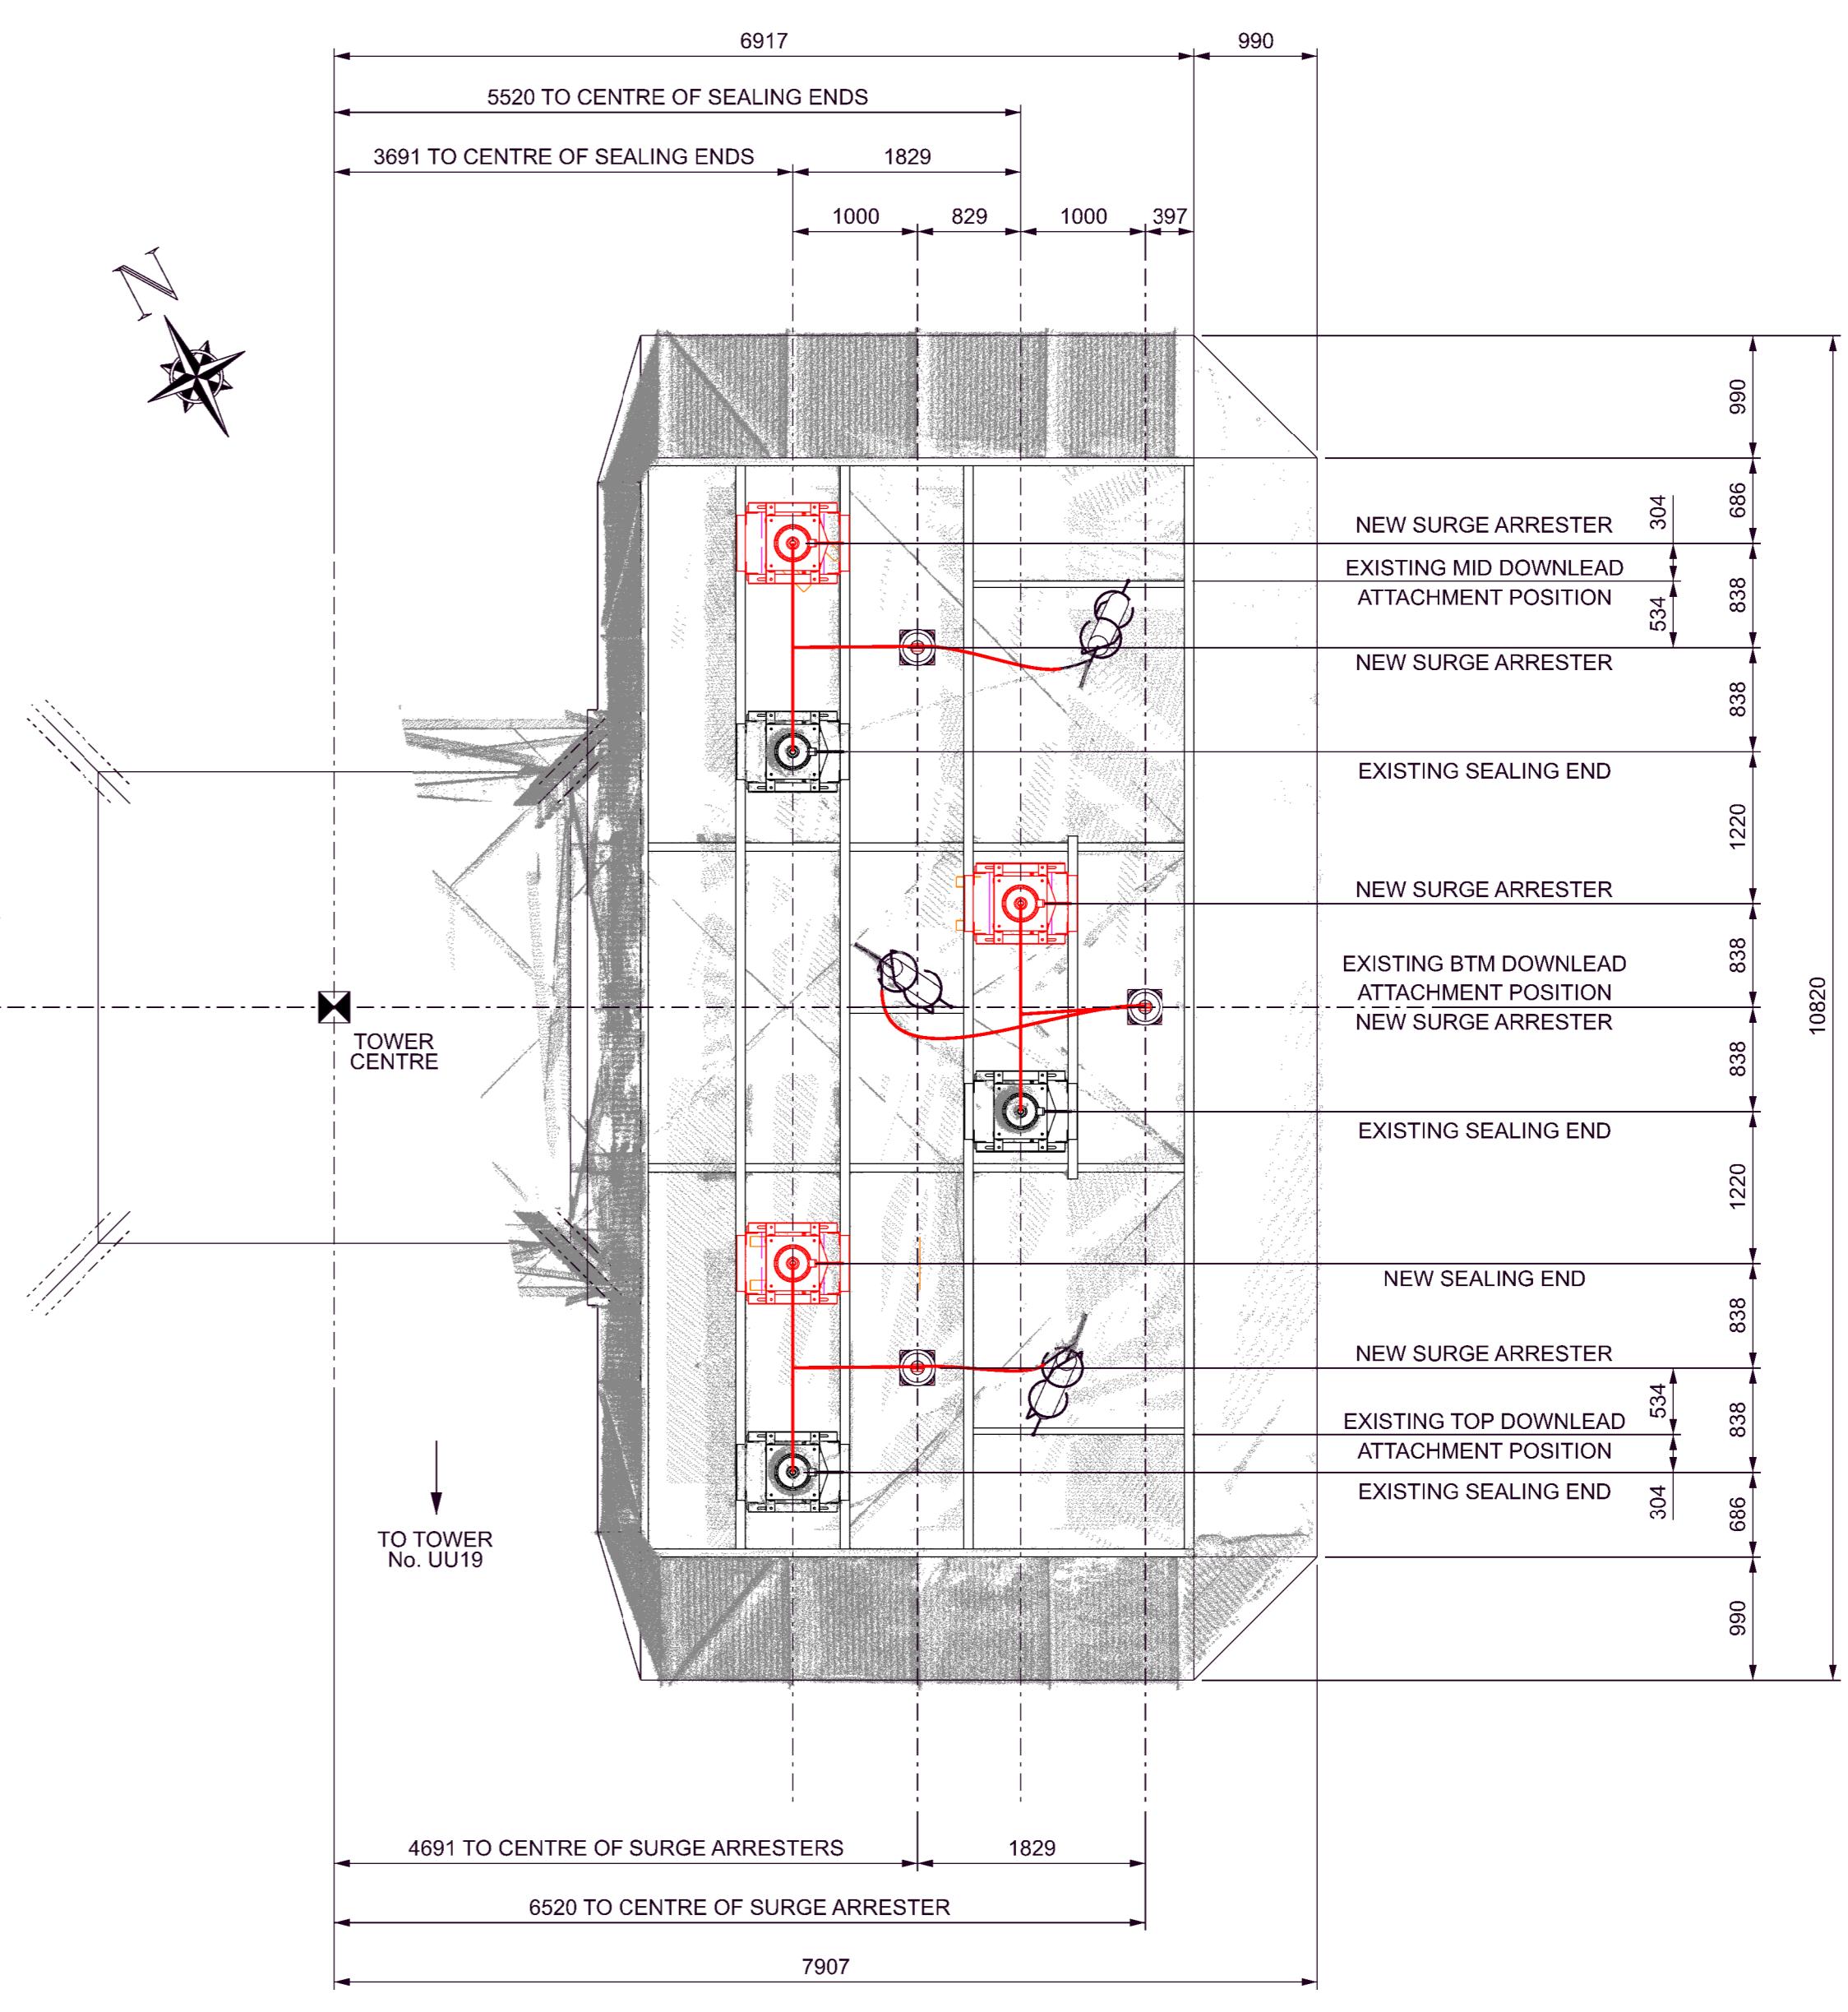 6917
990
5520 TO CENTRE OF SEALING ENDS
3691 TO CENTRE OF SEALING ENDS
1829
1000
829
1000
397
N
990
686
304
NEW SURGE ARRESTER
EXISTING MID DOWNLEAD
ATTACHMENT POSITION
838
534
NEW SURGE ARRESTER
838
EXISTING SEALING END
1220
NEW SURGE ARRESTER
838
EXISTING BTM DOWNLEAD
ATTACHMENT POSITION
NEW SURGE ARRESTER
10820
TOWER
CENTRE
838
EXISTING SEALING END
1220
NEW SEALING END
838
NEW SURGE ARRESTER
534
838
EXISTING TOP DOWNLEAD
ATTACHMENT POSITION
EXISTING SEALING END
304
686
TO TOWER
No. UU19
990
4691 TO CENTRE OF SURGE ARRESTERS
1829
6520 TO CENTRE OF SURGE ARRESTER
7907